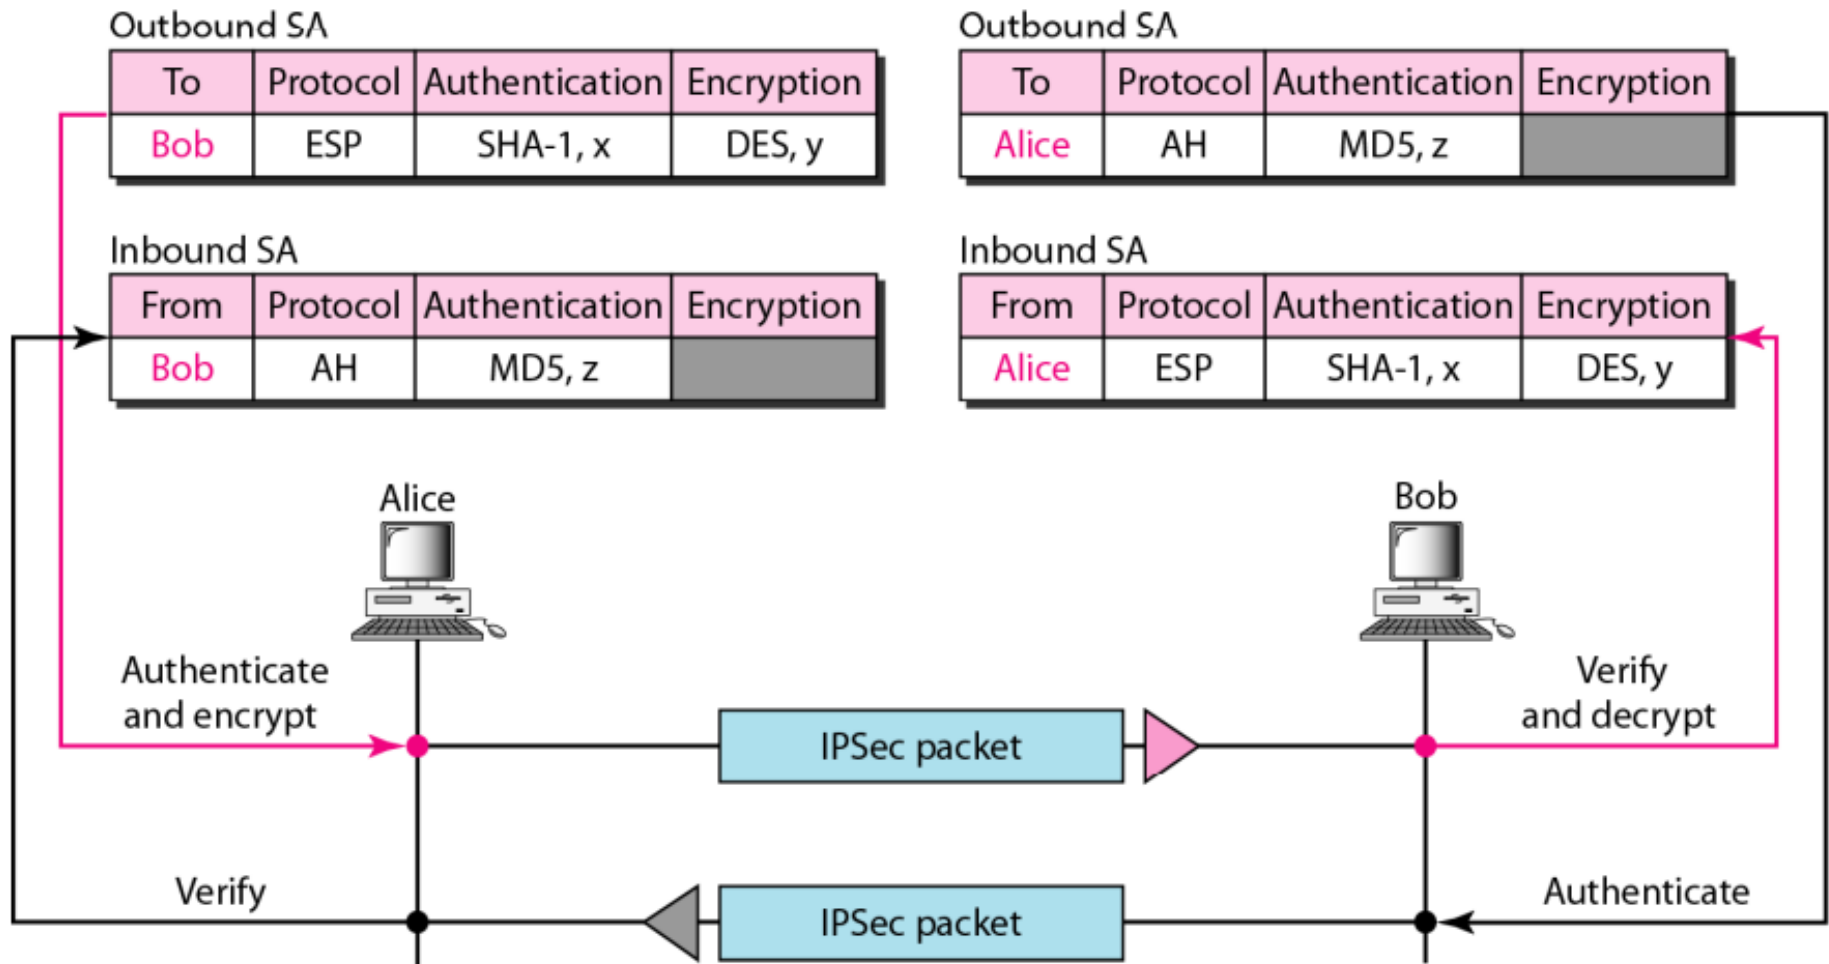 Outbound SA
To Protocol Authentication Encryption
Bob ESP SHA-1, x DES, y
Inbound SA
From Protocol Authentication Encryption
Bob AH MD5, z
Outbound SA
To Protocol Authentication Encryption
Alice AH MD5, z
Inbound SA
From Protocol Authentication Encryption
Alice ESP SHA-1, x DES, y
Alice
Bob
Authenticate
and encrypt
IPSec packet
Verify
and decrypt
Verify
IPSec packet
Authenticate